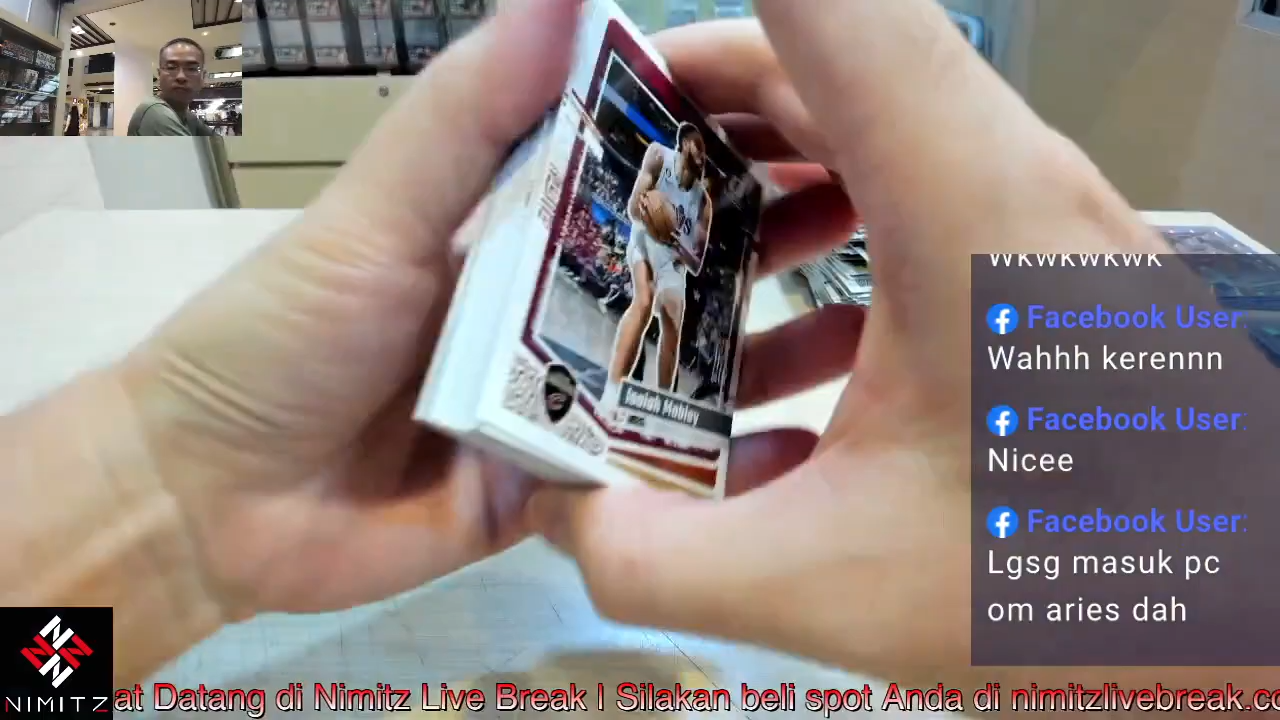 Isaiah Mobley
wkwkwkwk
Facebook User:
Wahhh kerennn
Facebook User:
Nicee
Facebook User:
Lgsg masuk pc
om aries dah
NIMITZ
at Datang di Nimitz Live Break | Silakan beli spot Anda di nimitzlivebreak.co